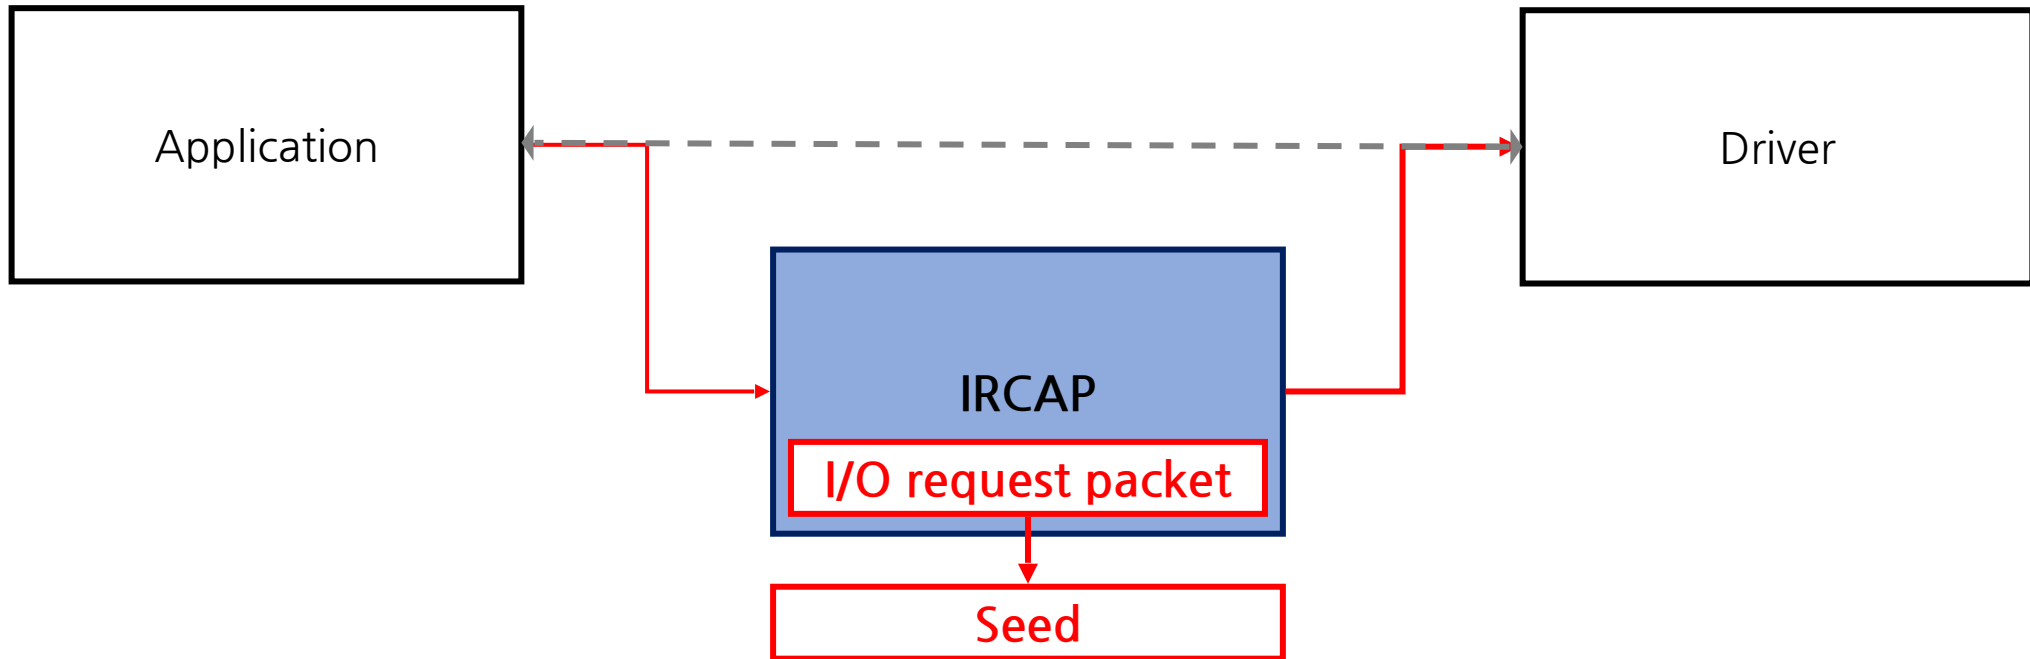 Application
Driver
IRCAP
I/O request packet
Seed